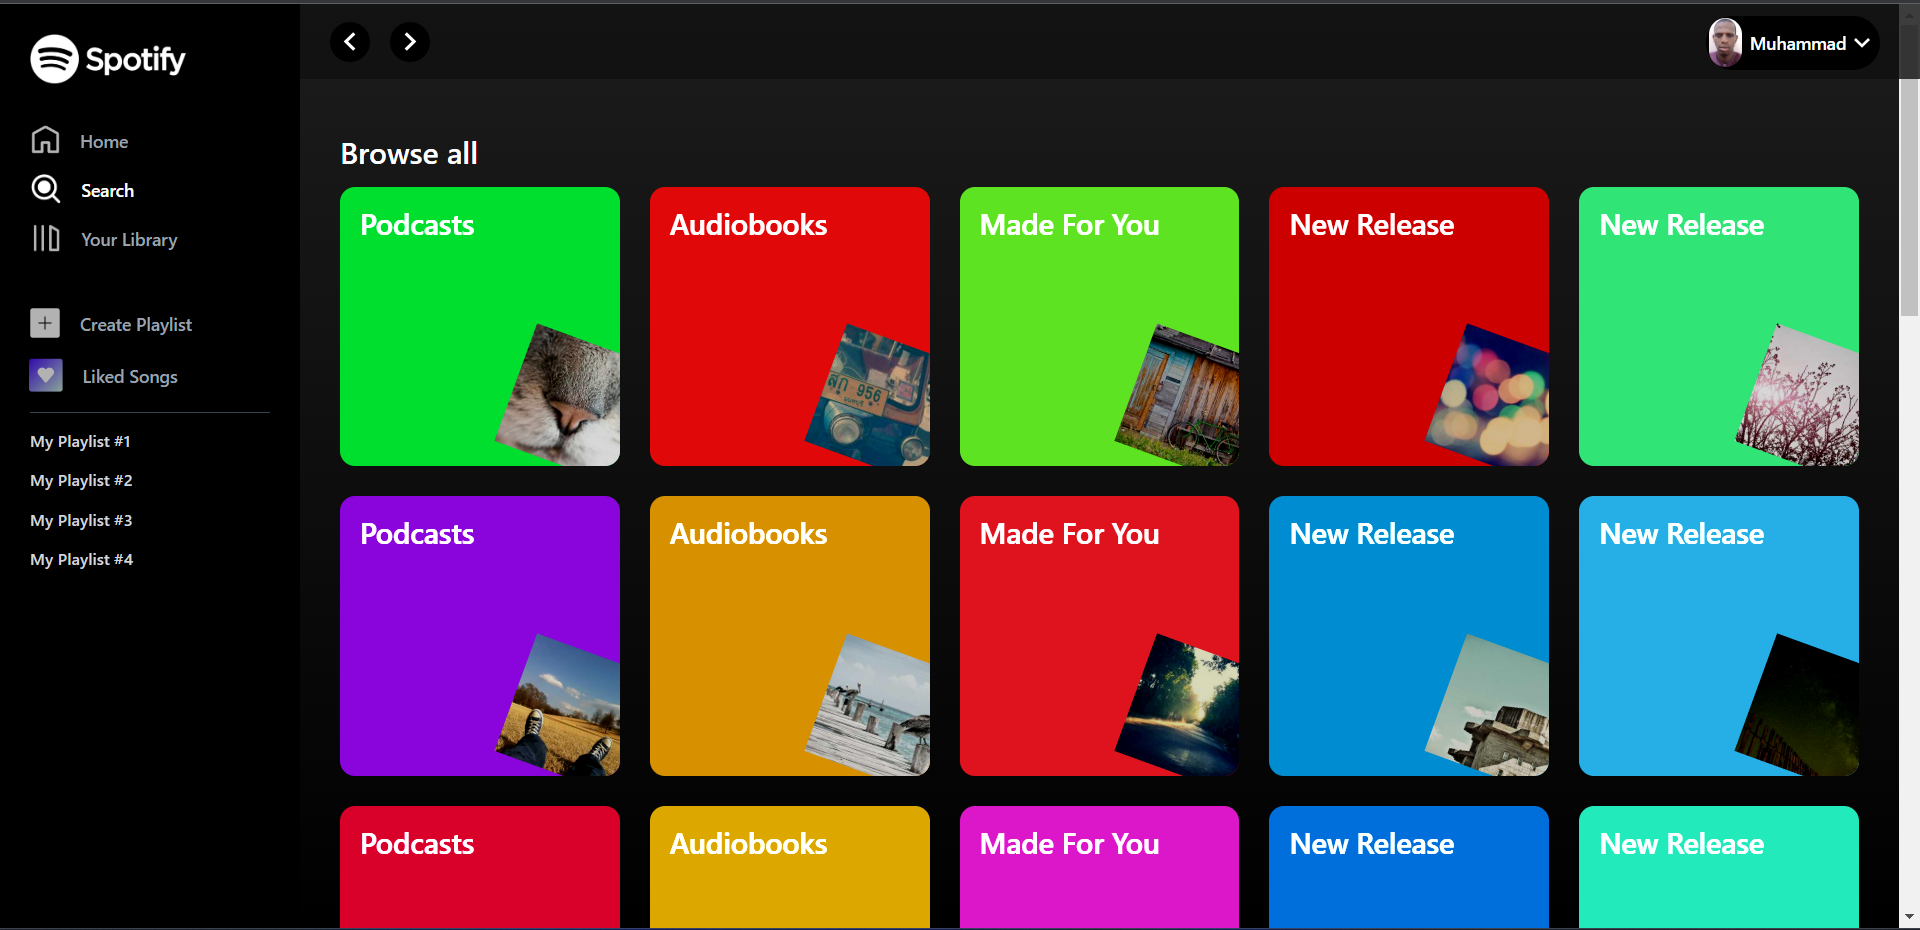 Spotify
Home
Search
Your Library
Create Playlist
Liked Songs
My Playlist #1
My Playlist #2
My Playlist #3
My Playlist #4
Muhammad
Browse all
Podcasts
Audiobooks
Made For You
New Release
New Release
956
Podcasts
Audiobooks
Made For You
New Release
New Release
Podcasts
Audiobooks
Made For You
New Release
New Release